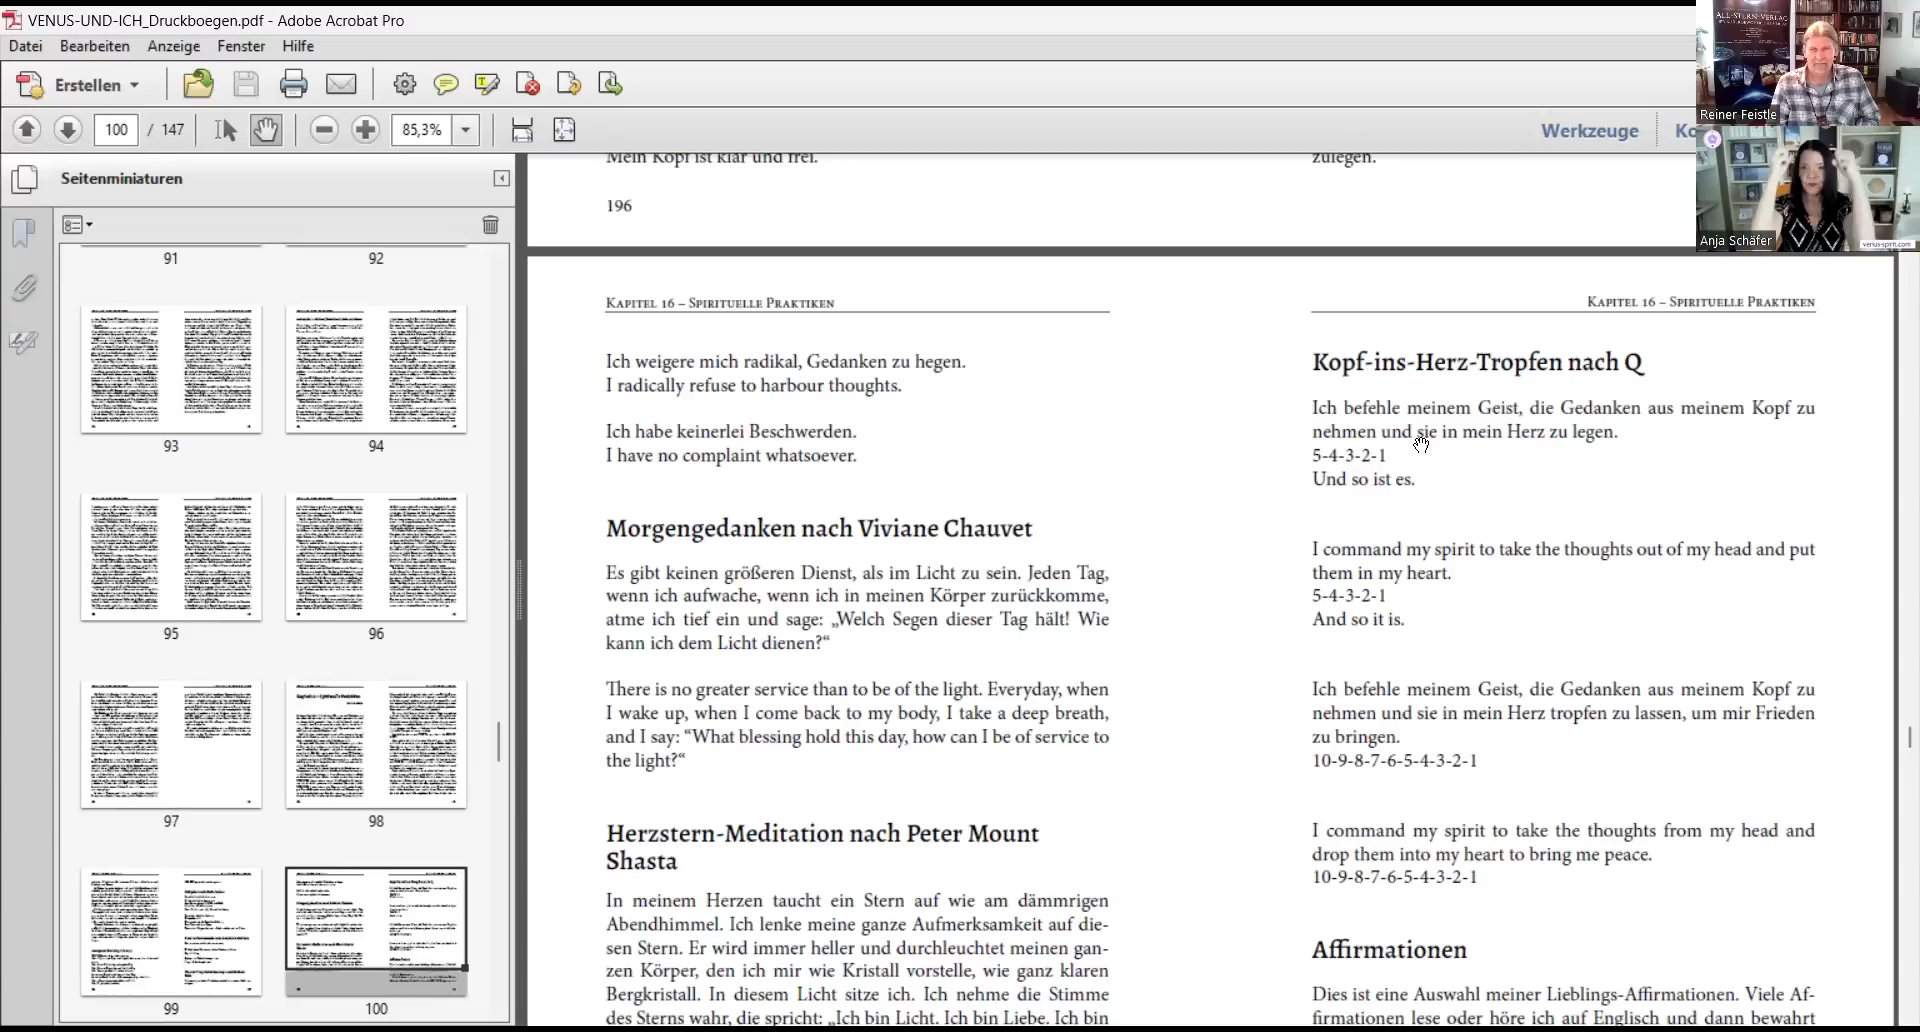 VENUS-UND-ICH_Druckboegen.pdf - Adobe Acrobat Pro
Datei Bearbeiten Anzeige Fenster Hilfe
Erstellen
100 / 147
85,3%
Werkzeuge
ALL-STERN-VERLAG
Reiner Feistle
Anja Schäfer
venus-spirit.com
Seitenminiaturen
91
92
93
94
95
96
97
98
99
100
Mein Kopf ist klar und frei.
196
zulegen.
Kapitel 16 – Spirituelle Praktiken
Ich weigere mich radikal, Gedanken zu hegen.
I radically refuse to harbour thoughts.
Ich habe keinerlei Beschwerden.
I have no complaint whatsoever.
Morgengedanken nach Viviane Chauvet
Es gibt keinen größeren Dienst, als im Licht zu sein. Jeden Tag,
wenn ich aufwache, wenn ich in meinen Körper zurückkomme,
atme ich tief ein und sage: „Welch Segen dieser Tag hält! Wie
kann ich dem Licht dienen?“
There is no greater service than to be of the light. Everyday, when
I wake up, when I come back to my body, I take a deep breath,
and I say: “What blessing hold this day, how can I be of service to
the light?“
Herzstern-Meditation nach Peter Mount
Shasta
In meinem Herzen taucht ein Stern auf wie am dämmrigen
Abendhimmel. Ich lenke meine ganze Aufmerksamkeit auf die-
sen Stern. Er wird immer heller und durchleuchtet meinen gan-
zen Körper, den ich mir wie Kristall vorstelle, wie ganz klaren
Bergkristall. In diesem Licht sitze ich. Ich nehme die Stimme
des Sterns wahr, die spricht: „Ich bin Licht. Ich bin Liebe. Ich bin
Kapitel 16 – Spirituelle Praktiken
Kopf-ins-Herz-Tropfen nach Q
Ich befehle meinem Geist, die Gedanken aus meinem Kopf zu
nehmen und sie in mein Herz zu legen.
5-4-3-2-1
Und so ist es.
I command my spirit to take the thoughts out of my head and put
them in my heart.
5-4-3-2-1
And so it is.
Ich befehle meinem Geist, die Gedanken aus meinem Kopf zu
nehmen und sie in mein Herz tropfen zu lassen, um mir Frieden
zu bringen.
10-9-8-7-6-5-4-3-2-1
I command my spirit to take the thoughts from my head and
drop them into my heart to bring me peace.
10-9-8-7-6-5-4-3-2-1
Affirmationen
Dies ist eine Auswahl meiner Lieblings-Affirmationen. Viele Af-
firmationen lese oder höre ich auf Englisch und dann bewahrt